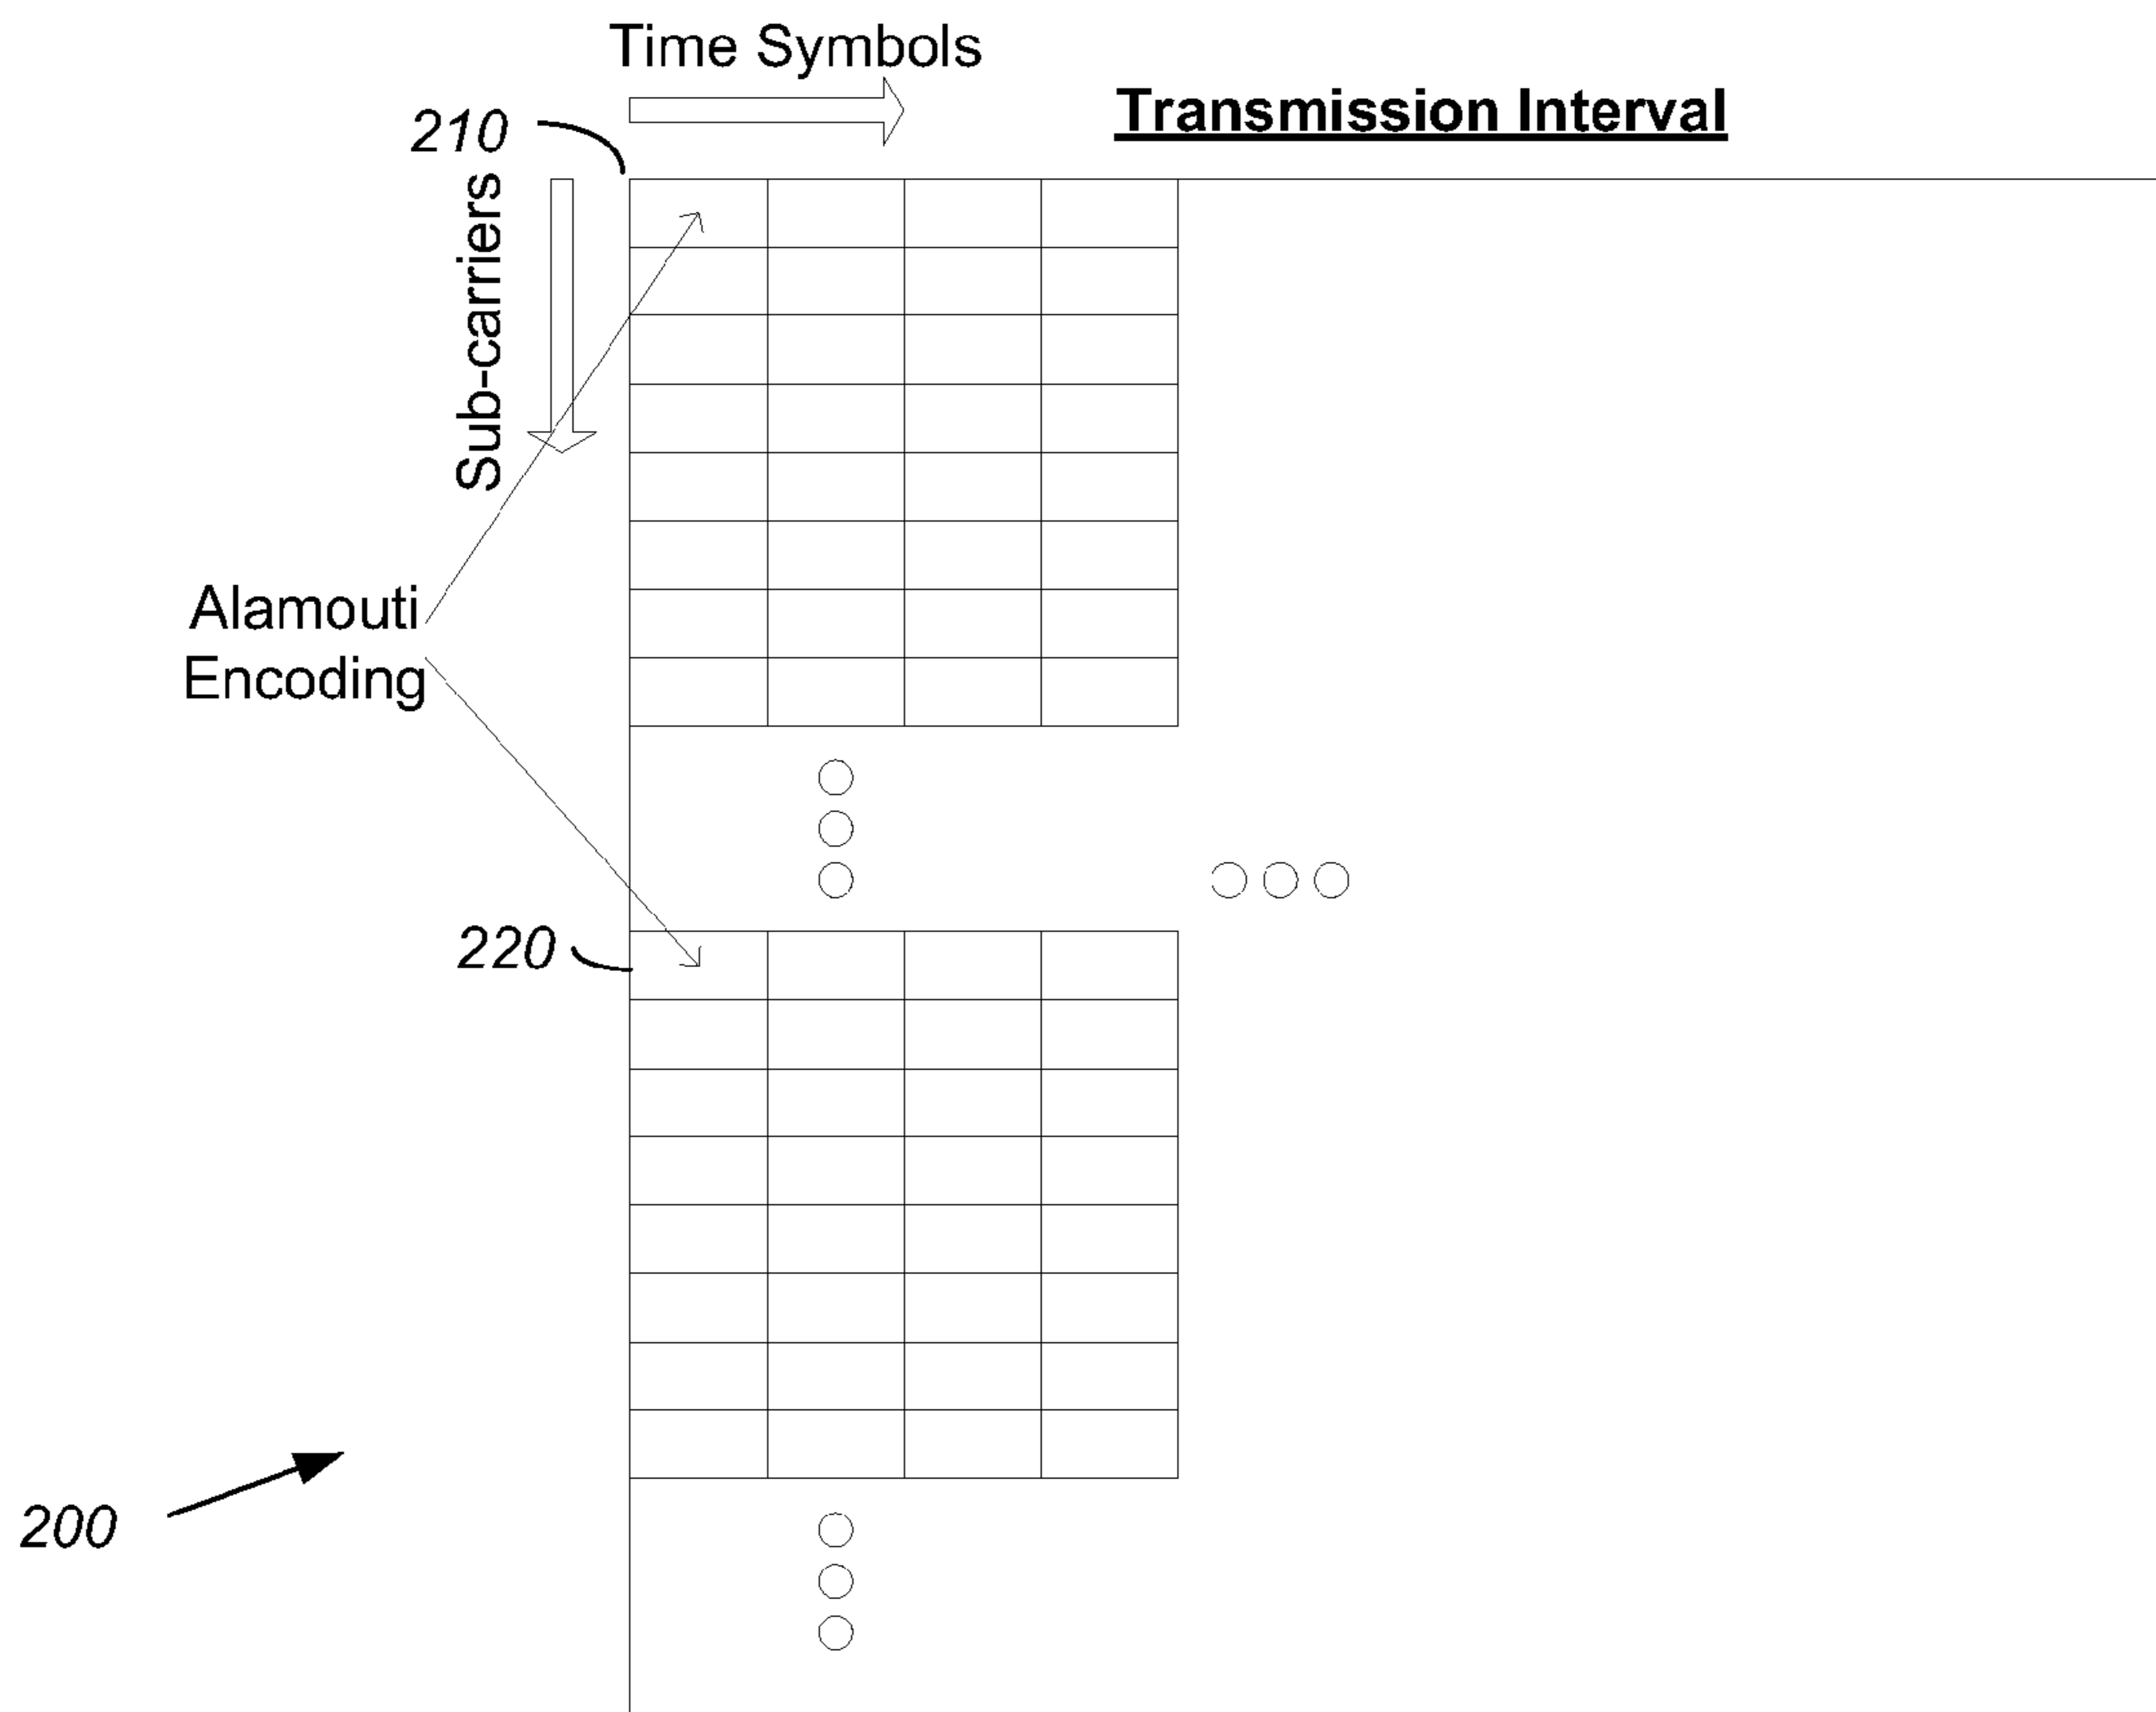 Time Symbols
Transmission Interval
210
Sub-carriers
Alamouti
Encoding
220
200